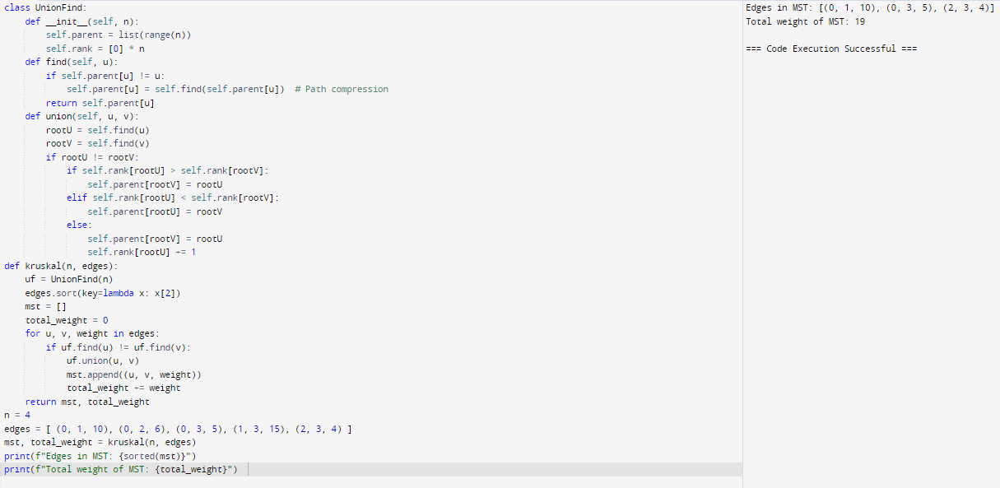 class UnionFind:
    def __init__(self, n):
        self.parent = list(range(n))
        self.rank = [0] * n
    def find(self, u):
        if self.parent[u] != u:
            self.parent[u] = self.find(self.parent[u])  # Path compression
        return self.parent[u]
    def union(self, u, v):
        rootU = self.find(u)
        rootV = self.find(v)
        if rootU != rootV:
            if self.rank[rootU] > self.rank[rootV]:
                self.parent[rootV] = rootU
            elif self.rank[rootU] < self.rank[rootV]:
                self.parent[rootU] = rootV
            else:
                self.parent[rootV] = rootU
                self.rank[rootU] += 1
def kruskal(n, edges):
    uf = UnionFind(n)
    edges.sort(key=lambda x: x[2])
    mst = []
    total_weight = 0
    for u, v, weight in edges:
        if uf.find(u) != uf.find(v):
            uf.union(u, v)
            mst.append((u, v, weight))
            total_weight += weight
    return mst, total_weight
n = 4
edges = [ (0, 1, 10), (0, 2, 6), (0, 3, 5), (1, 3, 15), (2, 3, 4) ]
mst, total_weight = kruskal(n, edges)
print(f"Edges in MST: {sorted(mst)}")
print(f"Total weight of MST: {total_weight}")
Edges in MST: [(0, 1, 10), (0, 3, 5), (2, 3, 4)]
Total weight of MST: 19
=== Code Execution Successful ===